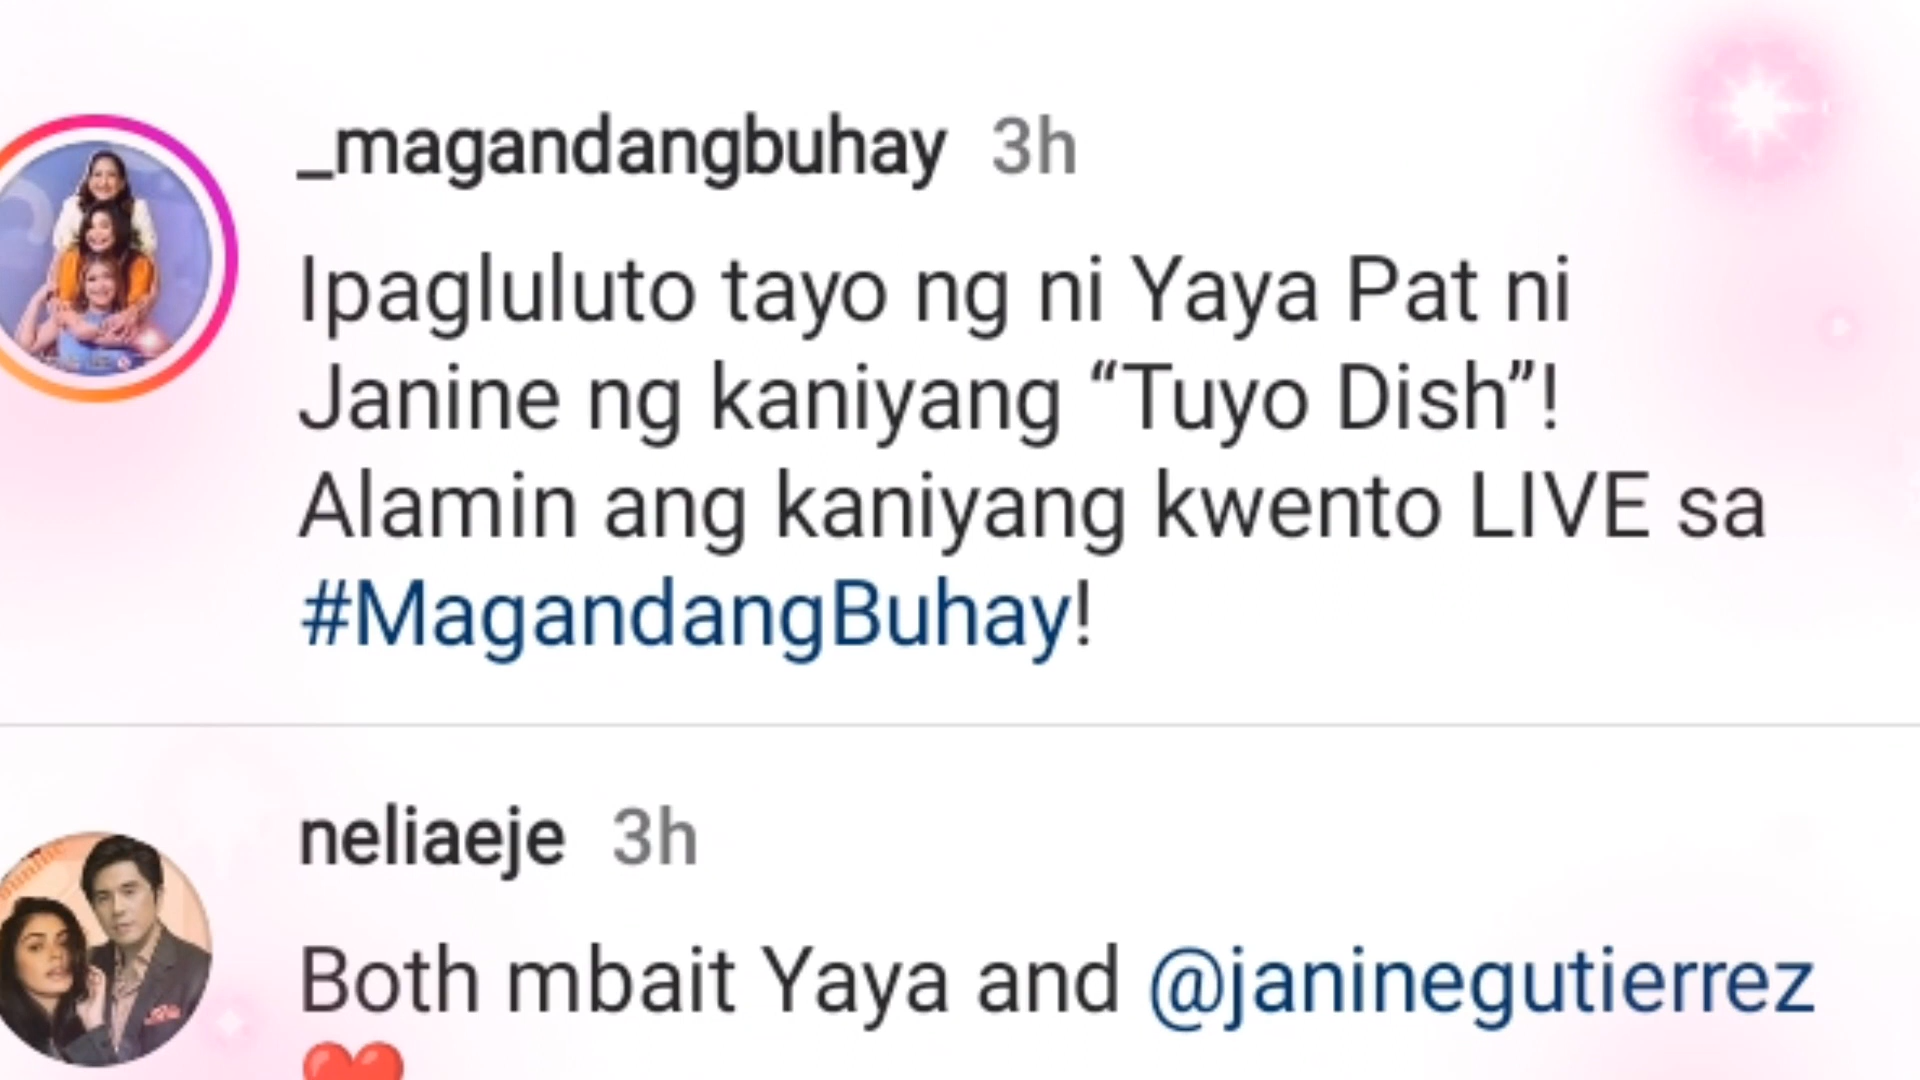 _magandangbuhay 3h
Ipagluluto tayo ng ni Yaya Pat ni
Janine ng kaniyang “Tuyo Dish”!
Alamin ang kaniyang kwento LIVE sa
#MagandangBuhay!
neliaeje 3h
Both mbait Yaya and @janinegutierrez
❤️